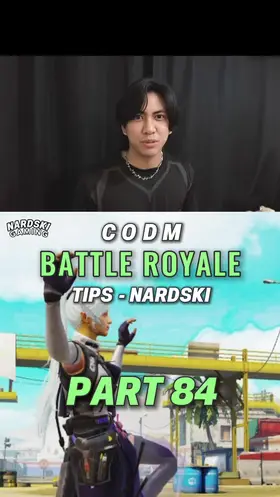 NARDSKI
GAMING
CODM
BATTLE ROYALE
TIPS - NARDSKI
PART 84